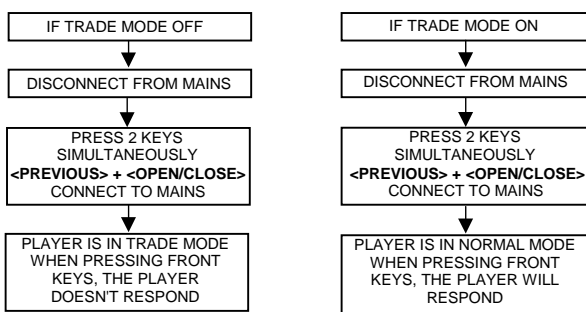 IF TRADE MODE OFF
DISCONNECT FROM MAINS
PRESS 2 KEYS
SIMULTANEOUSLY
<PREVIOUS> + <OPEN/CLOSE>
CONNECT TO MAINS
PLAYER IS IN TRADE MODE
WHEN PRESSING FRONT
KEYS, THE PLAYER
DOESN'T RESPOND
IF TRADE MODE ON
DISCONNECT FROM MAINS
PRESS 2 KEYS
SIMULTANEOUSLY
<PREVIOUS> + <OPEN/CLOSE>
CONNECT TO MAINS
PLAYER IS IN NORMAL MODE
WHEN PRESSING FRONT
KEYS, THE PLAYER WILL
RESPOND